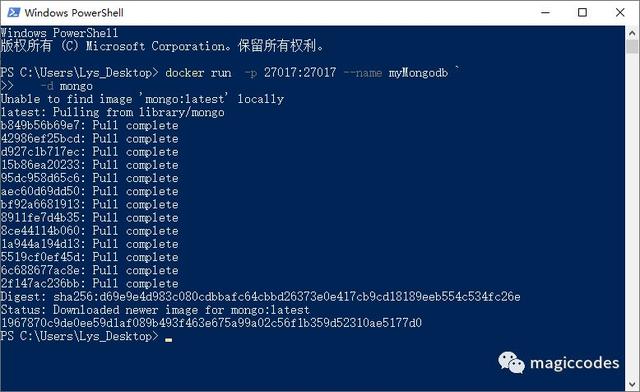 Windows PowerShell
Windows PowerShell
版权所有 (C) Microsoft Corporation。保留所有权利。
PS C:\Users\Lys_Desktop> docker run  -p 27017:27017 --name myMongodb `
>>   -d mongo
Unable to find image 'mongo:latest' locally
latest: Pulling from library/mongo
b849b56b69e7: Pull complete
42986ef25bcd: Pull complete
d927c1b717ec: Pull complete
15b86ea20233: Pull complete
95dc958d65c6: Pull complete
aec60d69dd50: Pull complete
bf92a6681913: Pull complete
8911fe7d4b35: Pull complete
8ce44114b060: Pull complete
1a944a194d13: Pull complete
5519cf0ef45d: Pull complete
6c688677ac8e: Pull complete
2f147ac236bb: Pull complete
Digest: sha256:d69e9e4d983c080cdbbafc64cbbd26373e0e417cb9cd18189eeb554c534fc26e
Status: Downloaded newer image for mongo:latest
1967870c9de0ee59d1af089b493f463e675a99a02c56f1b359d52310ae5177d0
PS C:\Users\Lys_Desktop>
magiccodes